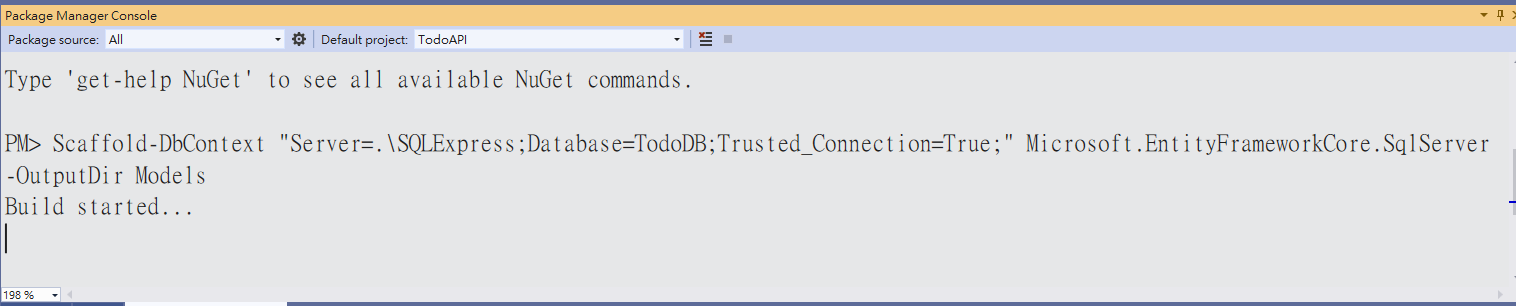 Package Manager Console
Package source: All Default project: TodoAPI
Type 'get-help NuGet' to see all available NuGet commands.
PM> Scaffold-DbContext "Server=.\SQLExpress;Database=TodoDB;Trusted_Connection=True;" Microsoft.EntityFrameworkCore.SqlServer
-OutputDir Models
Build started...
198 %